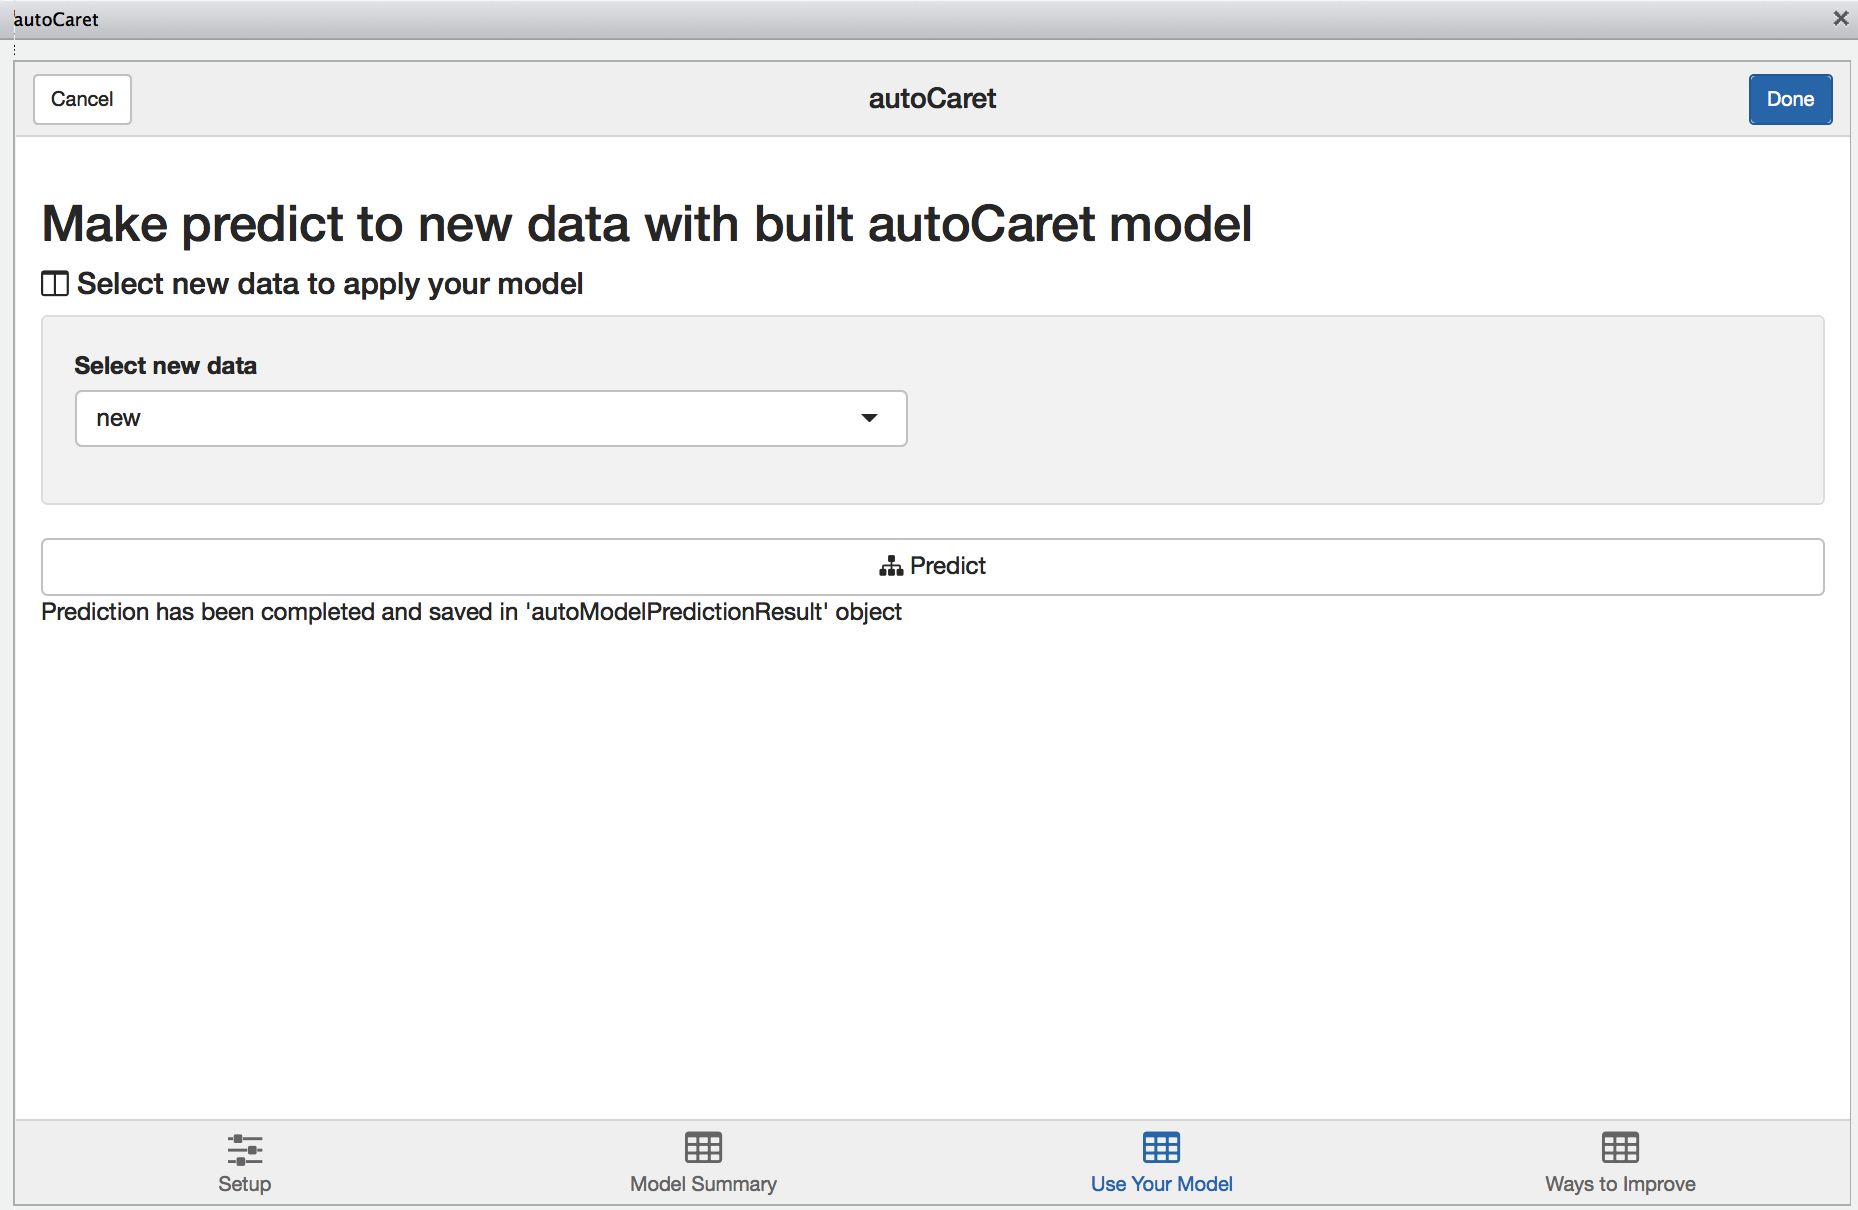 autoCaret
Cancel
autoCaret
Done
Make predict to new data with built autoCaret model
Select new data to apply your model
Select new data
new
Predict
Prediction has been completed and saved in 'autoModelPredictionResult' object
Setup
Model Summary
Use Your Model
Ways to Improve